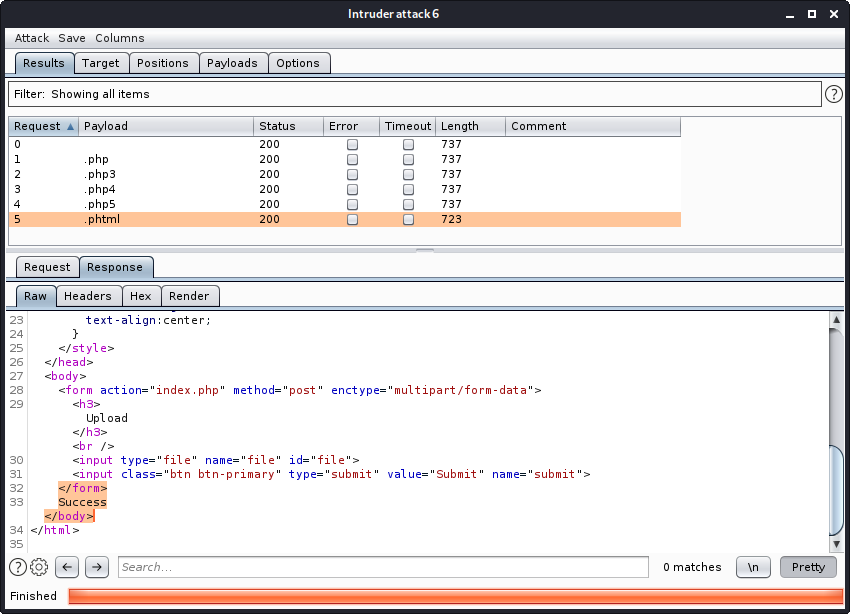 Intruder attack 6
Attack Save Columns
Results Target Positions Payloads Options
Filter: Showing all items
?
Request Payload Status Error Timeout Length Comment
0 200 737
1 .php 200 737
2 .php3 200 737
3 .php4 200 737
4 .php5 200 737
5 .phtml 200 723
Request Response
Raw Headers Hex Render
23 text-align:center;
24 }
25 </style>
26 </head>
27 <body>
28 <form action="index.php" method="post" enctype="multipart/form-data">
29 <h3>
Upload
</h3>
<br />
30 <input type="file" name="file" id="file">
31 <input class="btn btn-primary" type="submit" value="Submit" name="submit">
32 </form>
33 Success
</body>
34 </html>
35
? Search... 0 matches \n Pretty
Finished